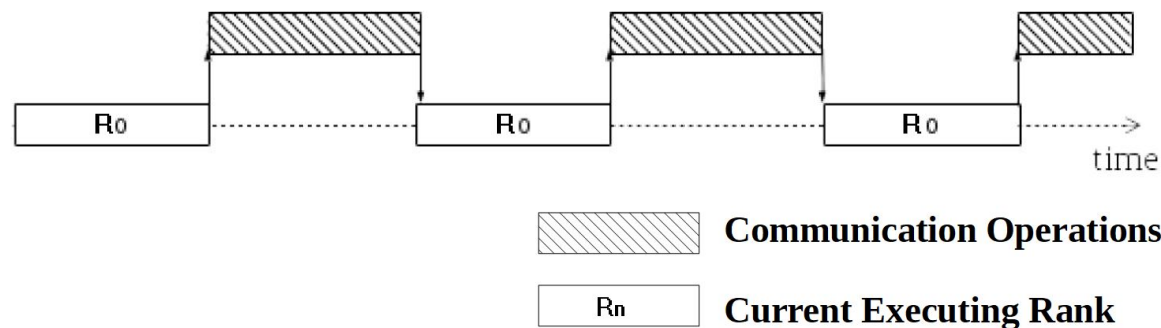 R0 R0 R0
time
Communication Operations
Rn Current Executing Rank